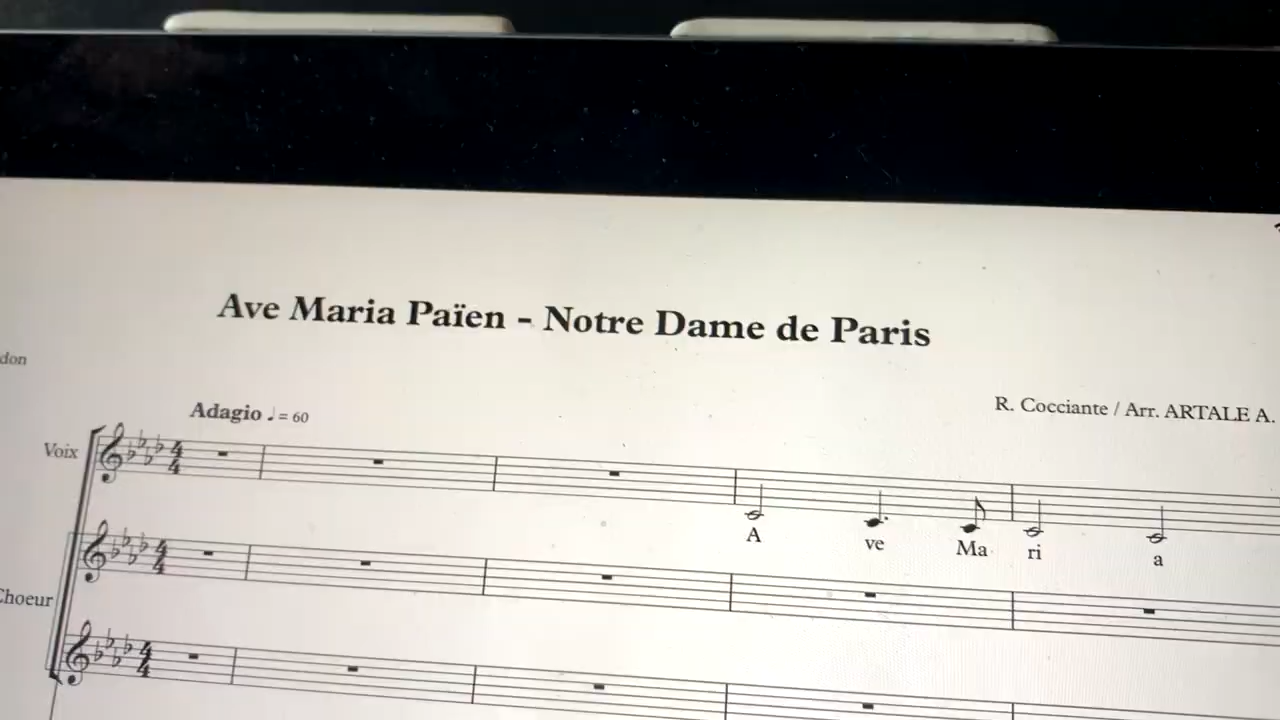 Ave Maria Païen - Notre Dame de Paris
don
R. Cocciante / Arr. ARTALE A.
Adagio ♩ = 60
Voix
A ve Ma ri a
Choeur